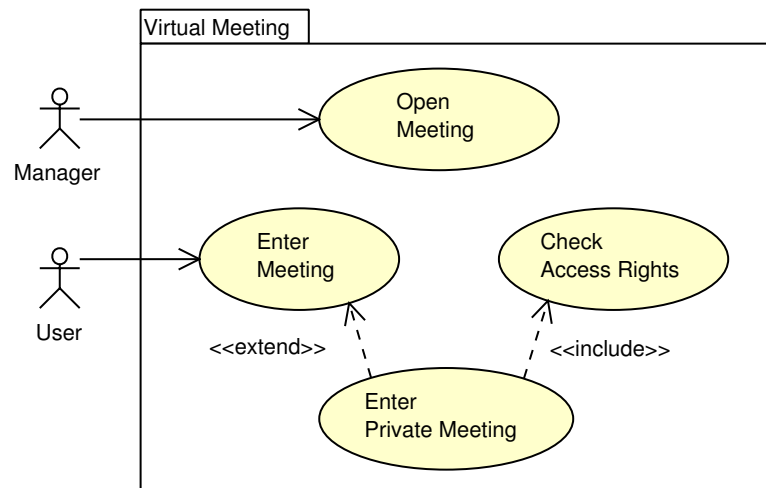 Virtual Meeting
Open
Meeting
Manager
Enter
Meeting
Check
Access Rights
User
<<extend>>
<<include>>
Enter
Private Meeting